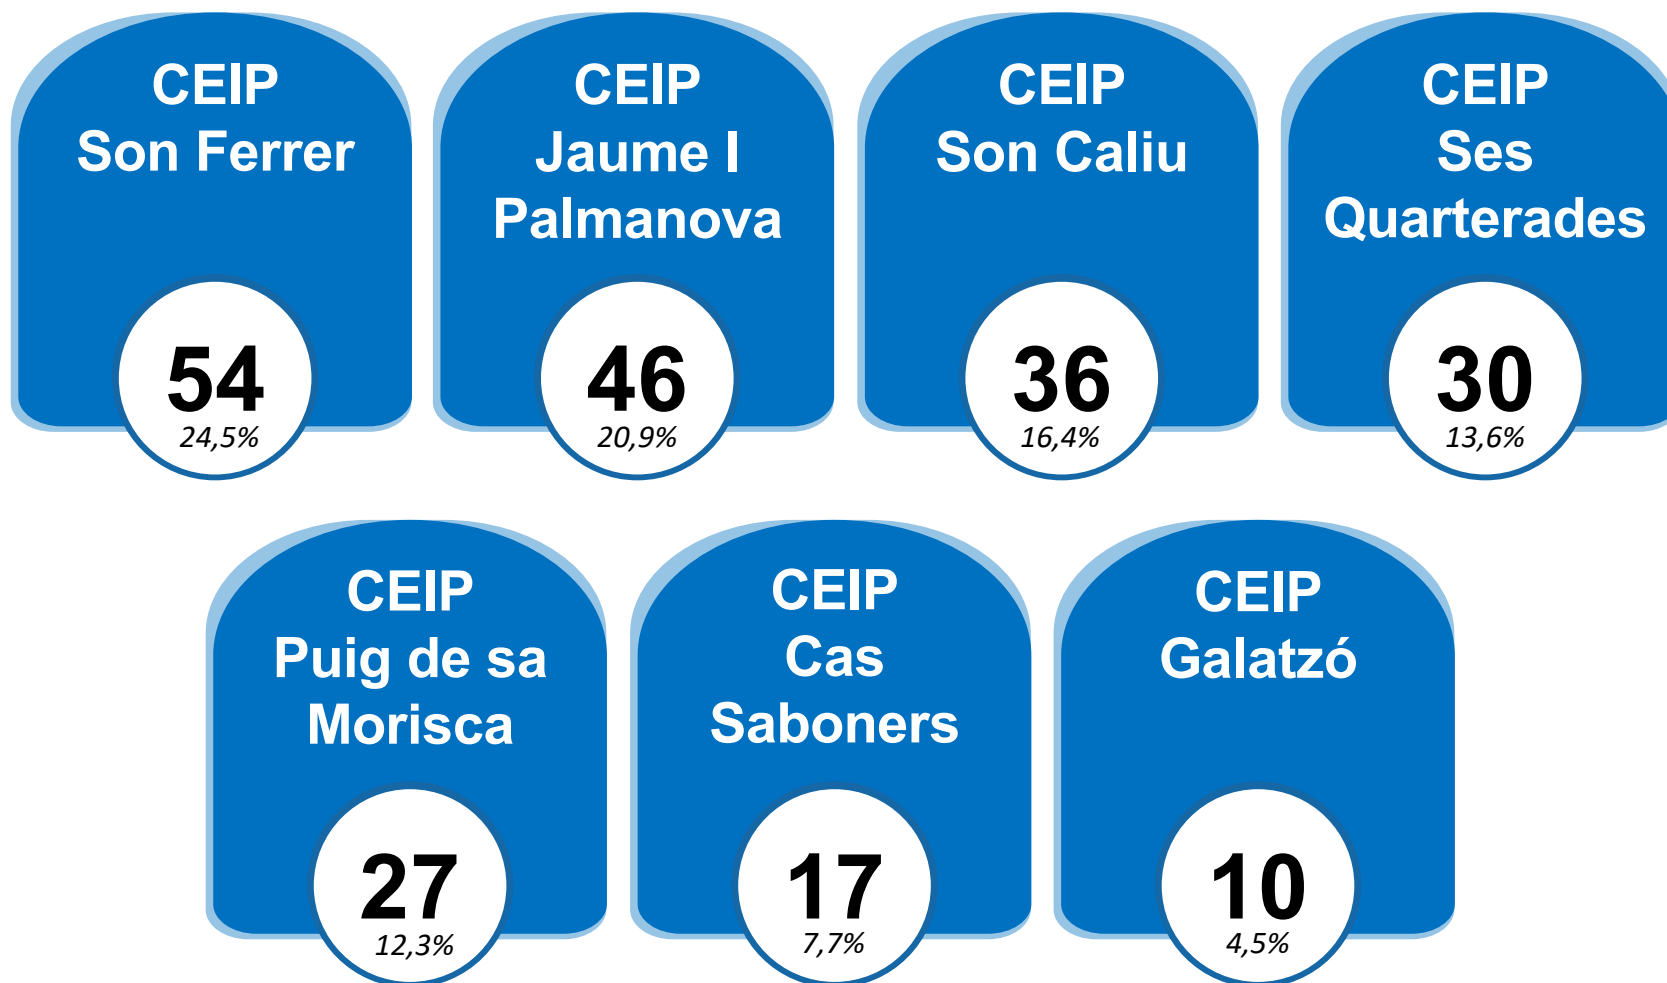 CEIP
Son Ferrer
54
24,5%
CEIP
Jaume I
Palmanova
46
20,9%
CEIP
Son Caliu
36
16,4%
CEIP
Ses
Quarterades
30
13,6%
CEIP
Puig de sa
Morisca
27
12,3%
CEIP
Cas
Saboners
17
7,7%
CEIP
Galatzó
10
4,5%